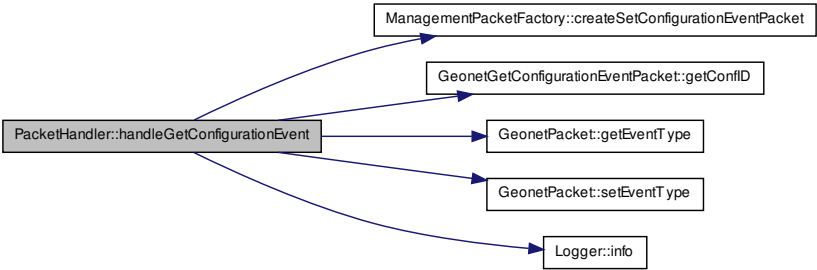 ManagementPacketFactory::createSetConfigurationEventPacket
GeonetGetConfigurationEventPacket::getConfID
PacketHandler::handleGetConfigurationEvent
GeonetPacket::getEventType
GeonetPacket::setEventType
Logger::info